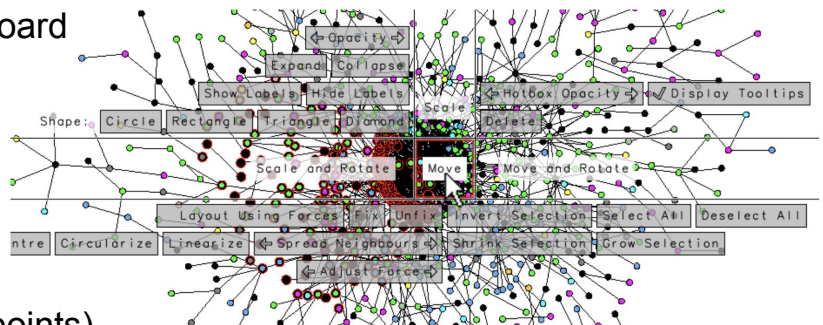 oard
Opacity
Expand Collapse
Show Labels Hide Labels Hotbox Opacity Display Tooltips
Scale
Shape: Circle Rectangle Triangle Diamond Delete
Scale and Rotate Move Move and Rotate
Layout Using Forces Fix Unfix Invert Selection Select All Deselect All
ntre Circularize Linearize Spread Neighbours Shrink Selection Grow Selection
Adjust Force
points)